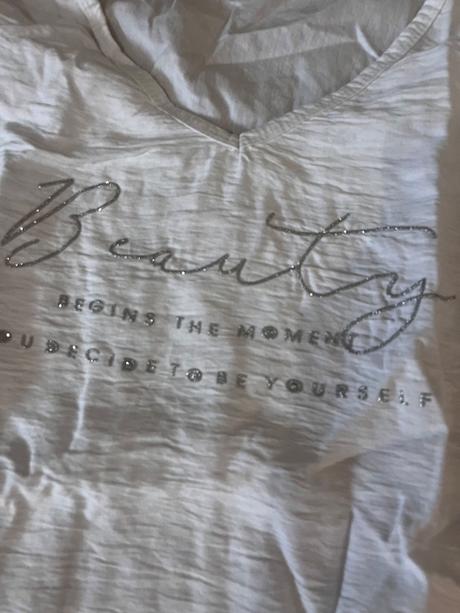 Beauty
BEGINS THE MOMENT
OU DECIDE TO BE YOURSELF